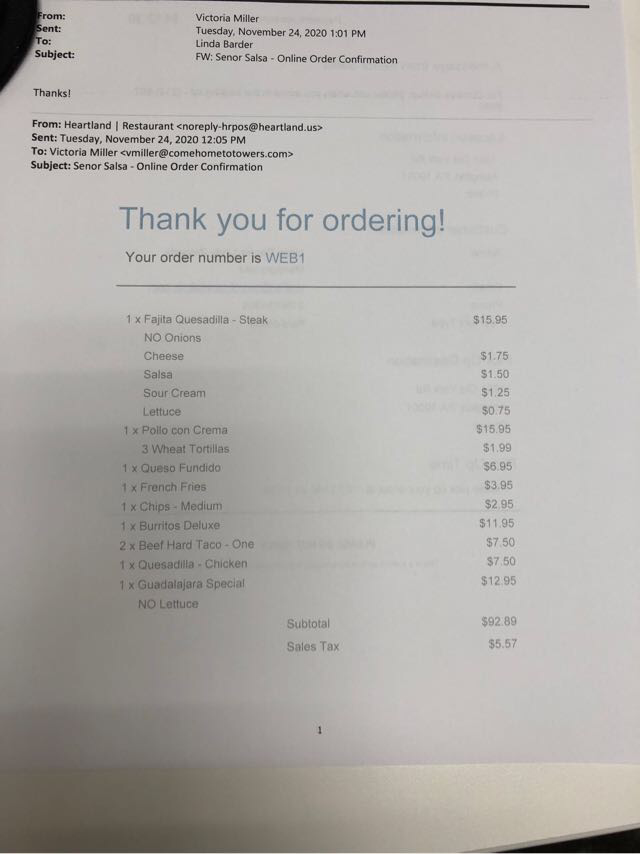 From: Victoria Miller
Sent: Tuesday, November 24, 2020 1:01 PM
To: Linda Barder
Subject: FW: Senor Salsa - Online Order Confirmation
Thanks!
From: Heartland | Restaurant <noreply-hrpos@heartland.us>
Sent: Tuesday, November 24, 2020 12:05 PM
To: Victoria Miller <vmiller@comehometotowers.com>
Subject: Senor Salsa - Online Order Confirmation
Thank you for ordering!
Your order number is WEB1
1 x Fajita Quesadilla - Steak $15.95
NO Onions
Cheese $1.75
Salsa $1.50
Sour Cream $1.25
Lettuce $0.75
1 x Pollo con Crema $15.95
3 Wheat Tortillas $1.99
1 x Queso Fundido $6.95
1 x French Fries $3.95
1 x Chips - Medium $2.95
1 x Burritos Deluxe $11.95
2 x Beef Hard Taco - One $7.50
1 x Quesadilla - Chicken $7.50
1 x Guadalajara Special $12.95
NO Lettuce
Subtotal $92.89
Sales Tax $5.57
1